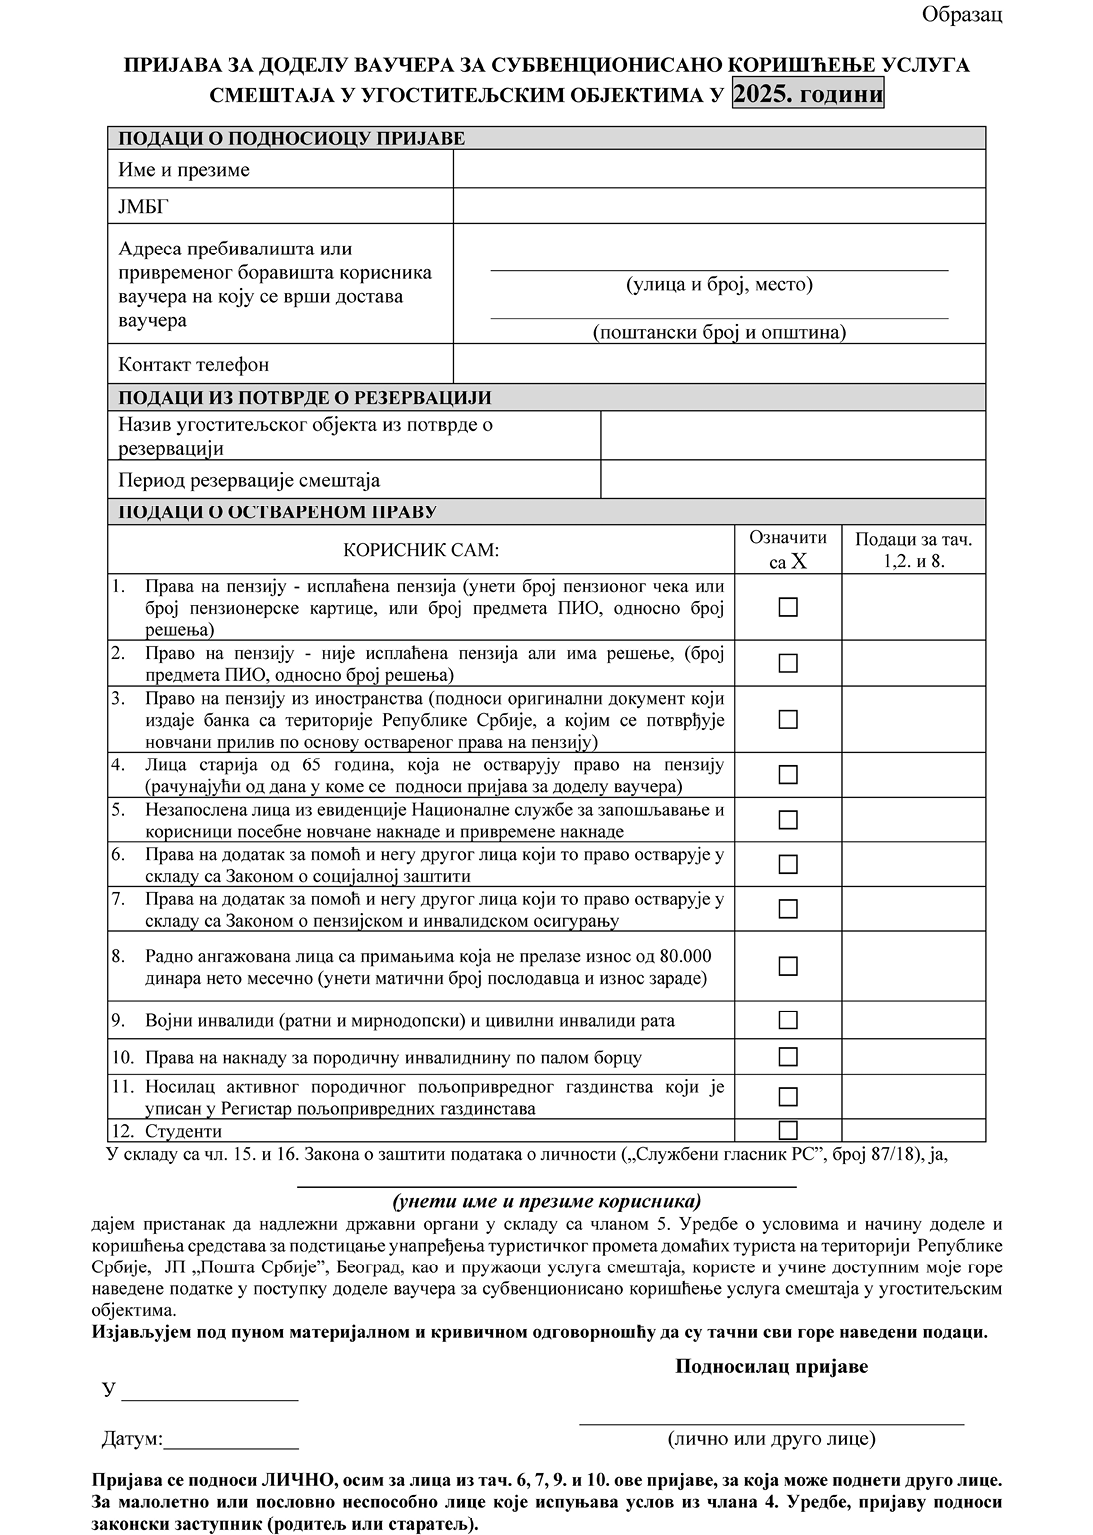 Образац
ПРИЈАВА ЗА ДОДЕЛУ ВАУЧЕРА ЗА СУБВЕНЦИОНИСАНО КОРИШЋЕЊЕ УСЛУГА
СМЕШТАЈА У УГОСТИТЕЉСКИМ ОБЈЕКТИМА У 2025. години
ПОДАЦИ О ПОДНОСИОЦУ ПРИЈАВЕ
Име и презиме
ЈМБГ
Адреса пребивалишта или
привременог боравишта корисника
ваучера на коју се врши достава
ваучера
(улица и број, место)
(поштански број и општина)
Контакт телефон
ПОДАЦИ ИЗ ПОТВРДЕ О РЕЗЕРВАЦИЈИ
Назив угоститељског објекта из потврде о
резервацији
Период резервације смештаја
ПОДАЦИ О ОСТВАРЕНОМ ПРАВУ
КОРИСНИК САМ:
Означити
са X
Подаци за тач.
1,2. и 8.
1. Права на пензију - исплаћена пензија (унети број пензионог чека или
број пензионерске картице, или број предмета ПИО, односно број
решења)
2. Право на пензију - није исплаћена пензија али има решење, (број
предмета ПИО, односно број решења)
3. Право на пензију из иностранства (подноси оригинални документ који
издаје банка са територије Републике Србије, а којим се потврђује
новчани прилив по основу оствареног права на пензију)
4. Лица старија од 65 година, која не остварују право на пензију
(рачунајући од дана у коме се подноси пријава за доделу ваучера)
5. Незапослена лица из евиденције Националне службе за запошљавање и
корисници посебне новчане накнаде и привремене накнаде
6. Права на додатак за помоћ и негу другог лица који то право остварује у
складу са Законом о социјалној заштити
7. Права на додатак за помоћ и негу другог лица који то право остварује у
складу са Законом о пензијском и инвалидском осигурању
8. Радно ангажована лица са примањима која не прелазе износ од 80.000
динара нето месечно (унети матични број послодавца и износ зараде)
9. Војни инвалиди (ратни и мирнодопски) и цивилни инвалиди рата
10. Права на накнаду за породичну инвалиднину по палом борцу
11. Носилац активног породичног пољопривредног газдинства који је
уписан у Регистар пољопривредних газдинстава
12. Студенти
У складу са чл. 15. и 16. Закона о заштити података о личности („Службени гласник РС”, број 87/18), ја,
(унети име и презиме корисника)
дајем пристанак да надлежни државни органи у складу са чланом 5. Уредбе о условима и начину доделе и
коришћења средстава за подстицање унапређења туристичког промета домаћих туриста на територији Републике
Србије, ЈП „Пошта Србије”, Београд, као и пружаоци услуга смештаја, користе и учине доступним моје горе
наведене податке у поступку доделе ваучера за субвенционисано коришћење услуга смештаја у угоститељским
објектима.
Изјављујем под пуном материјалном и кривичном одговорношћу да су тачни сви горе наведени подаци.
Подносилац пријаве
У ________________
Датум:____________
(лично или друго лице)
Пријава се подноси ЛИЧНО, осим за лица из тач. 6, 7, 9. и 10. ове пријаве, за која може поднети друго лице.
За малолетно или пословно неспособно лице које испуњава услов из члана 4. Уредбе, пријаву подноси
законски заступник (родитељ или старатељ).